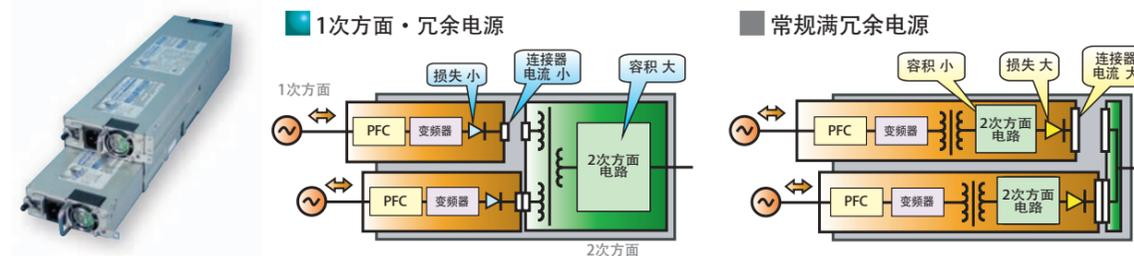 1次方面・冗余电源
1次方面
损失 小
连接器
电流 小
容积 大
PFC
变频器
2次方面
电路
PFC
变频器
2次方面
常规满冗余电源
容积 小
损失 大
连接器
电流 大
PFC
变频器
2次方面
电路
PFC
变频器
2次方面
电路